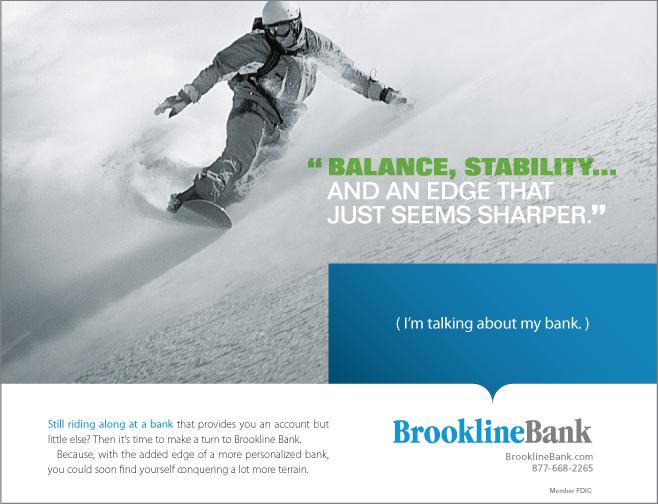 “ BALANCE, STABILITY...
AND AN EDGE THAT
JUST SEEMS SHARPER.”
( I’m talking about my bank. )
Still riding along at a bank that provides you an account but
little else? Then it’s time to make a turn to Brookline Bank.
Because, with the added edge of a more personalized bank,
you could soon find yourself conquering a lot more terrain.
BrooklineBank
BrooklineBank.com
877-668-2265
Member FDIC